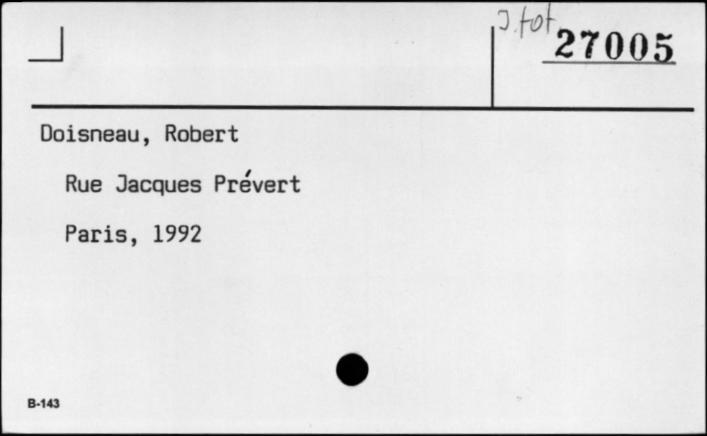 J. fot.
27005
Doisneau, Robert
Rue Jacques Prévert
Paris, 1992
B-143